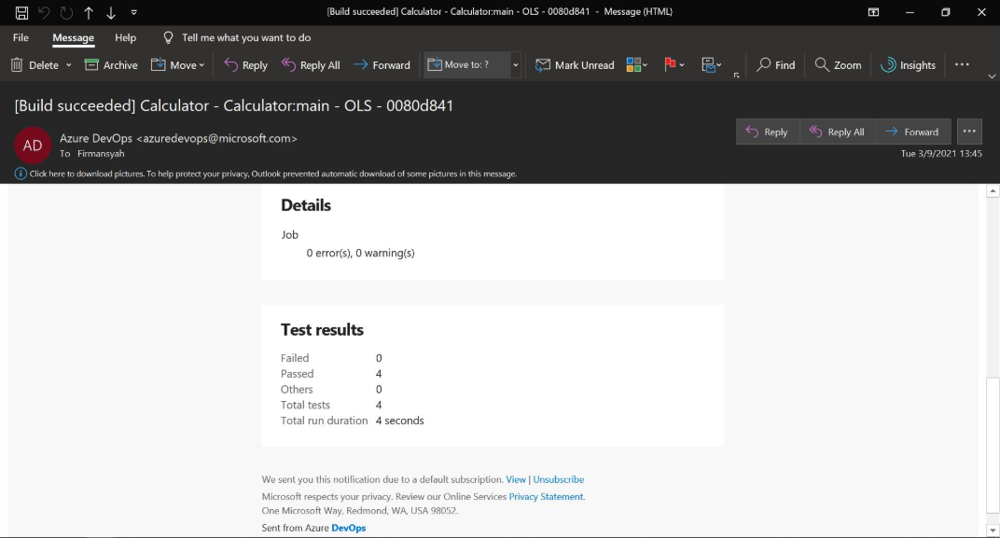 [Build succeeded] Calculator - Calculator:main - OLS - 0080d841 - Message (HTML)
File Message Help Tell me what you want to do
Delete Archive Move Reply Reply All Forward Move to: ? Mark Unread Find Zoom Insights ...
[Build succeeded] Calculator - Calculator:main - OLS - 0080d841
AD
Azure DevOps <azuredevops@microsoft.com>
To Firmansyah
Reply Reply All Forward ...
Tue 3/9/2021 13:45
Click here to download pictures. To help protect your privacy, Outlook prevented automatic download of some pictures in this message.
Details
Job
0 error(s), 0 warning(s)
Test results
Failed 0
Passed 4
Others 0
Total tests 4
Total run duration 4 seconds
We sent you this notification due to a default subscription. View | Unsubscribe
Microsoft respects your privacy. Review our Online Services Privacy Statement.
One Microsoft Way, Redmond, WA, USA 98052.
Sent from Azure DevOps